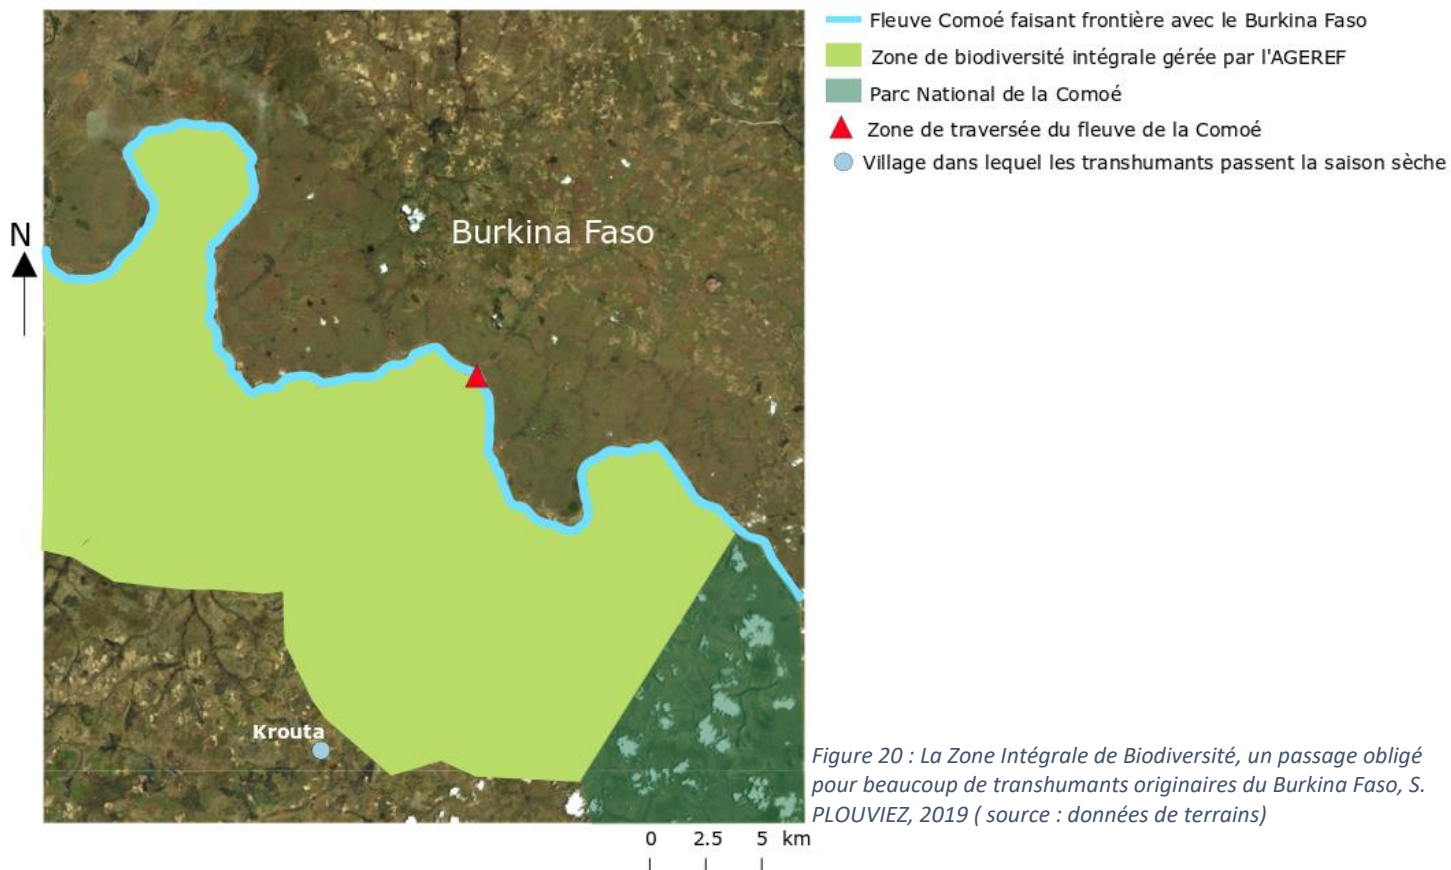 Fleuve Comoé faisant frontière avec le Burkina Faso
Zone de biodiversité intégrale gérée par l'AGEREF
Parc National de la Comoé
Zone de traversée du fleuve de la Comoé
Village dans lequel les transhumants passent la saison sèche
N
Burkina Faso
Krouta
Figure 20 : La Zone Intégrale de Biodiversité, un passage obligé
pour beaucoup de transhumants originaires du Burkina Faso, S.
PLOUVIEZ, 2019 ( source : données de terrains)
0 2.5 5 km